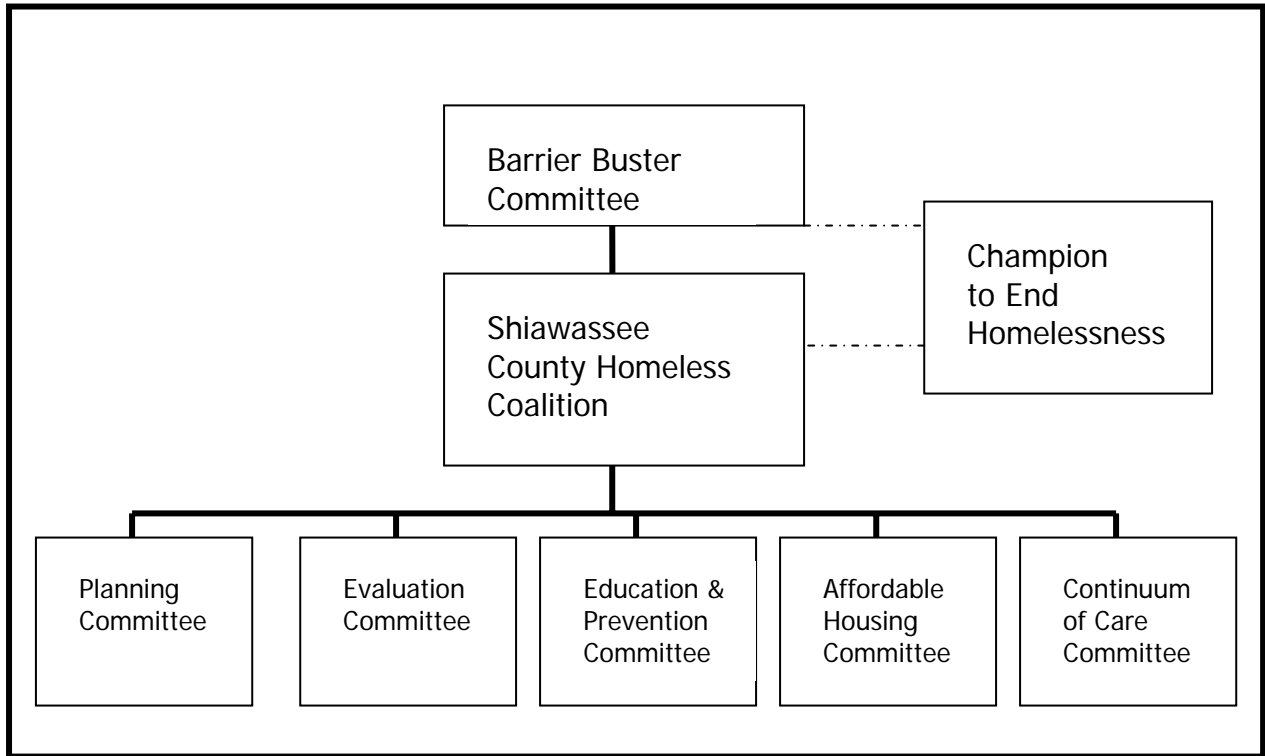 Barrier Buster
Committee
Champion
to End
Homelessness
Shiawassee
County Homeless
Coalition
Planning
Committee
Evaluation
Committee
Education &
Prevention
Committee
Affordable
Housing
Committee
Continuum
of Care
Committee